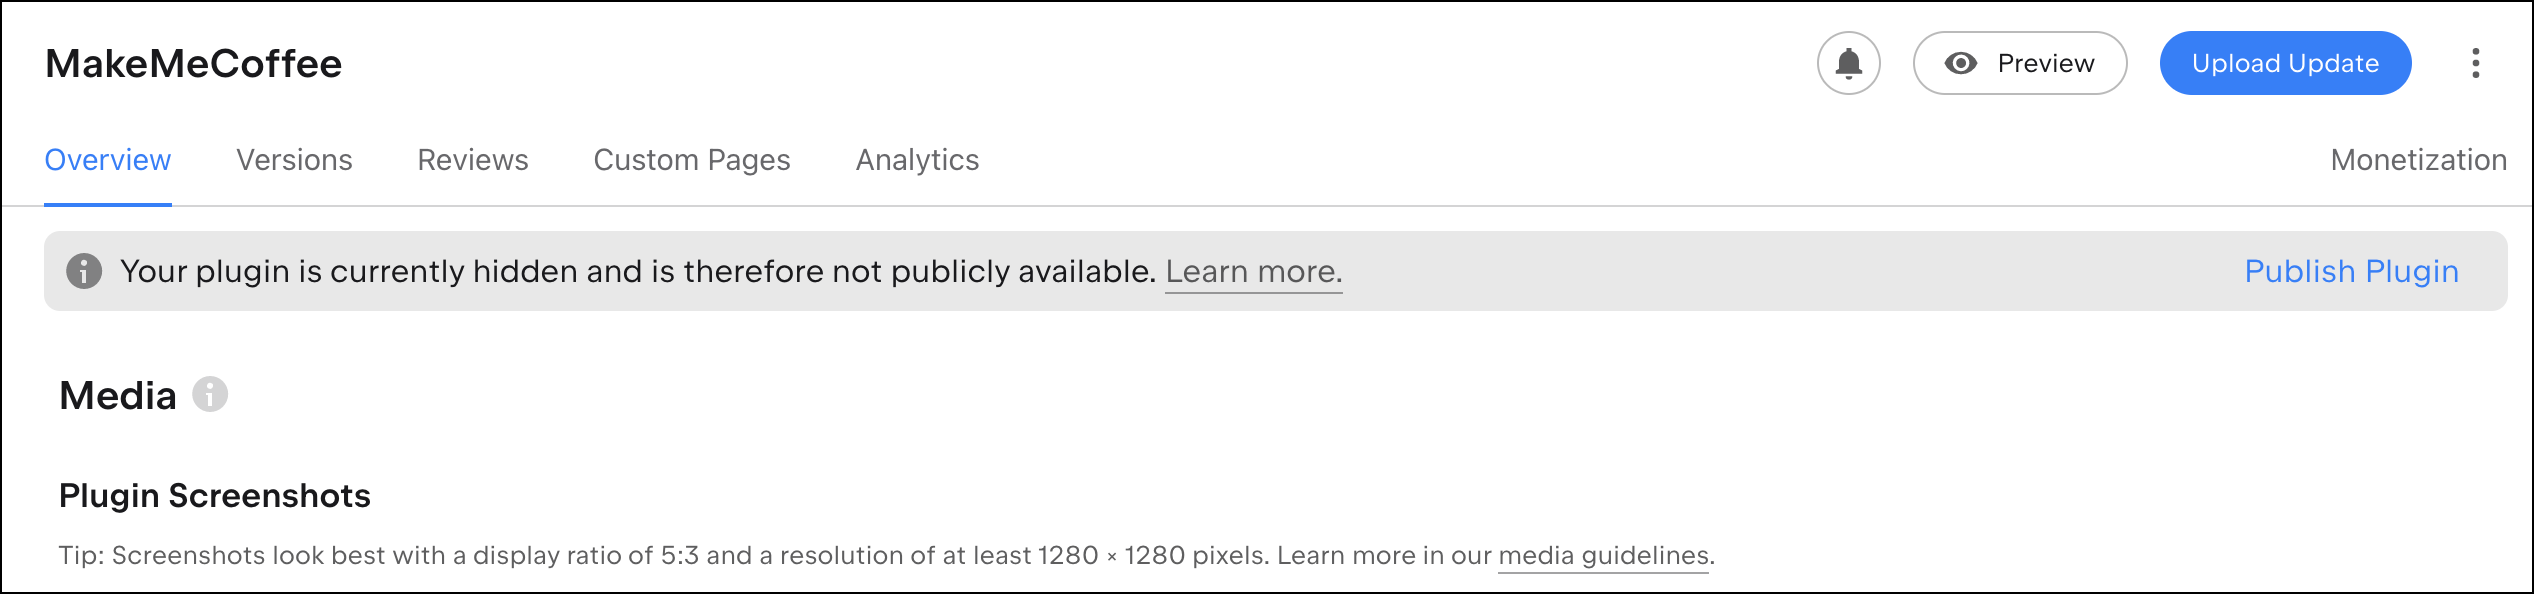 MakeMeCoffee
Preview
Upload Update
Overview
Versions
Reviews
Custom Pages
Analytics
Monetization
Your plugin is currently hidden and is therefore not publicly available. Learn more.
Publish Plugin
Media
Plugin Screenshots
Tip: Screenshots look best with a display ratio of 5:3 and a resolution of at least 1280 × 1280 pixels. Learn more in our media guidelines.